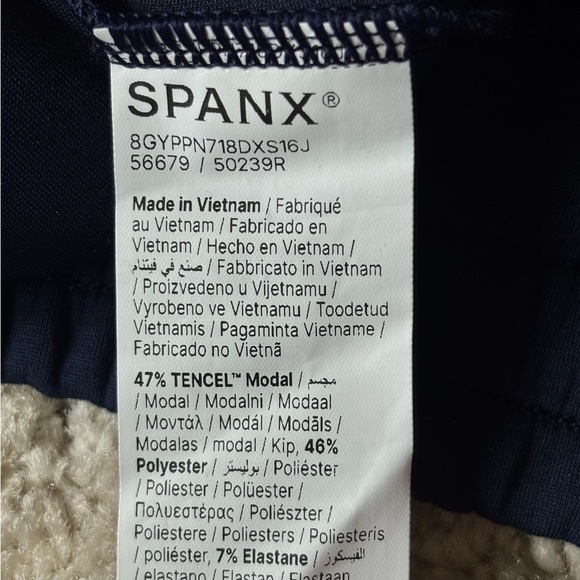 SPANX®
8GYPPN718DXS16J
56679 / 50239R
Made in Vietnam / Fabriqué
au Vietnam / Fabricado en
Vietnam / Hecho en Vietnam
/ صنع في فيتنام / Fabbricato in Vietnam
/ Proizvedeno u Vijetnamu /
Vyrobeno ve Vietnamu / Toodetud
Vietnamis / Pagaminta Vietname /
Fabricado no Vietnã
47% TENCEL™ Modal / مجسم
/ Modal / Modalni / Modaal
/ Μοντάλ / Modál / Modāls /
Modalas / modal / Kip, 46%
Polyester / بوليستر / Poliéster
/ Poliester / Polüester /
Πολυεστέρας / Poliészter /
Poliestere / Poliesters / Poliesteris
/ poliéster, 7% Elastane / الفيسكوز
/ elastano / Elastan / Elastaan